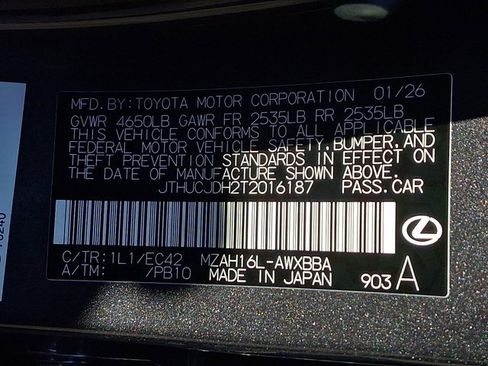 MFD. BY: TOYOTA MOTOR CORPORATION 01/26
GVWR 4650LB GAWR FR 2535LB RR 2535LB
THIS VEHICLE CONFORMS TO ALL APPLICABLE
FEDERAL MOTOR VEHICLE SAFETY, BUMPER, AND
THEFT PREVENTION STANDARDS IN EFFECT ON
THE DATE OF MANUFACTURE SHOWN ABOVE.
JTHUCJDH2T2016187 PASS. CAR
C/TR: 1L1/EC42 MZAH16L-AWXBBA
A/TM: /PB10 MADE IN JAPAN 903 A